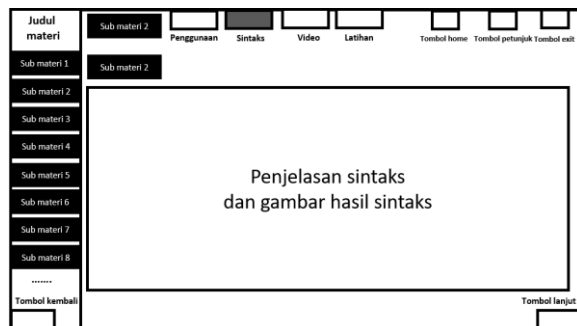 Judul
materi
Sub materi 1
Sub materi 2
Sub materi 3
Sub materi 4
Sub materi 5
Sub materi 6
Sub materi 7
Sub materi 8
.......
Tombol kembali
Sub materi 2
Penggunaan
Sintaks
Video
Latihan
Tombol home
Tombol petunjuk
Tombol exit
Sub materi 2
Penjelasan sintaks
dan gambar hasil sintaks
Tombol lanjut